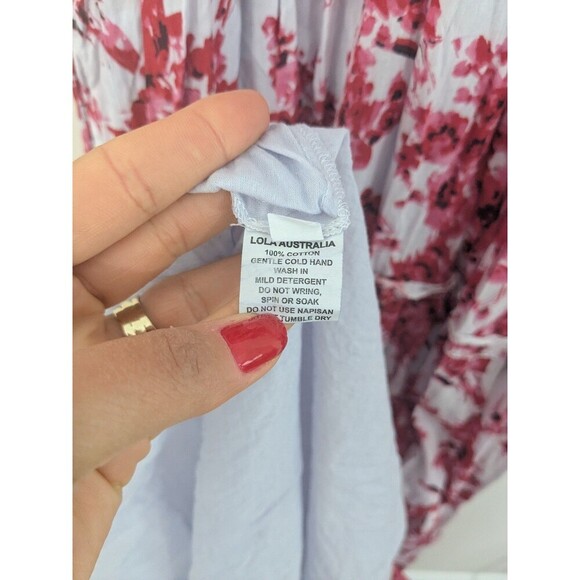 LOLA AUSTRALIA
100% COTTON
GENTLE COLD HAND
WASH IN
MILD DETERGENT
DO NOT WRING,
SPIN OR SOAK
DO NOT USE NAPISAN
TUMBLE DRY